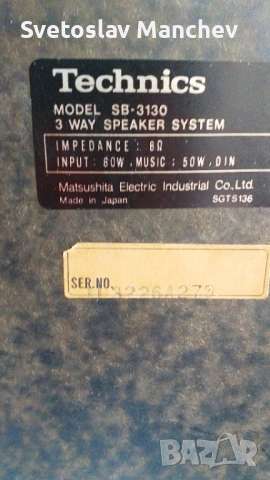 Svetoslav Manchev
Technics
MODEL SB-3130
3 WAY SPEAKER SYSTEM
IMPEDANCE : 8Ω
INPUT: 80W, MUSIC; 50W, DIN
Matsushita Electric Industrial Co., Ltd.
Made in Japan SGT5136
SER.NO.
BAZAR